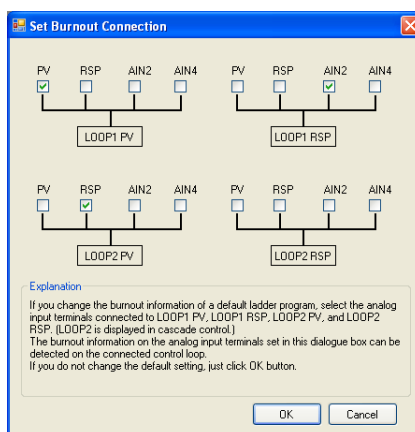 Set Burnout Connection
PV RSP AIN2 AIN4 PV RSP AIN2 AIN4
LOOP1 PV LOOP1 RSP
PV RSP AIN2 AIN4 PV RSP AIN2 AIN4
LOOP2 PV LOOP2 RSP
Explanation
If you change the burnout information of a default ladder program, select the analog
input terminals connected to LOOP1 PV, LOOP1 RSP, LOOP2 PV, and LOOP2
RSP. (LOOP2 is displayed in cascade control.)
The burnout information on the analog input terminals set in this dialogue box can be
detected on the connected control loop.
If you do not change the default setting, just click OK button.
OK Cancel